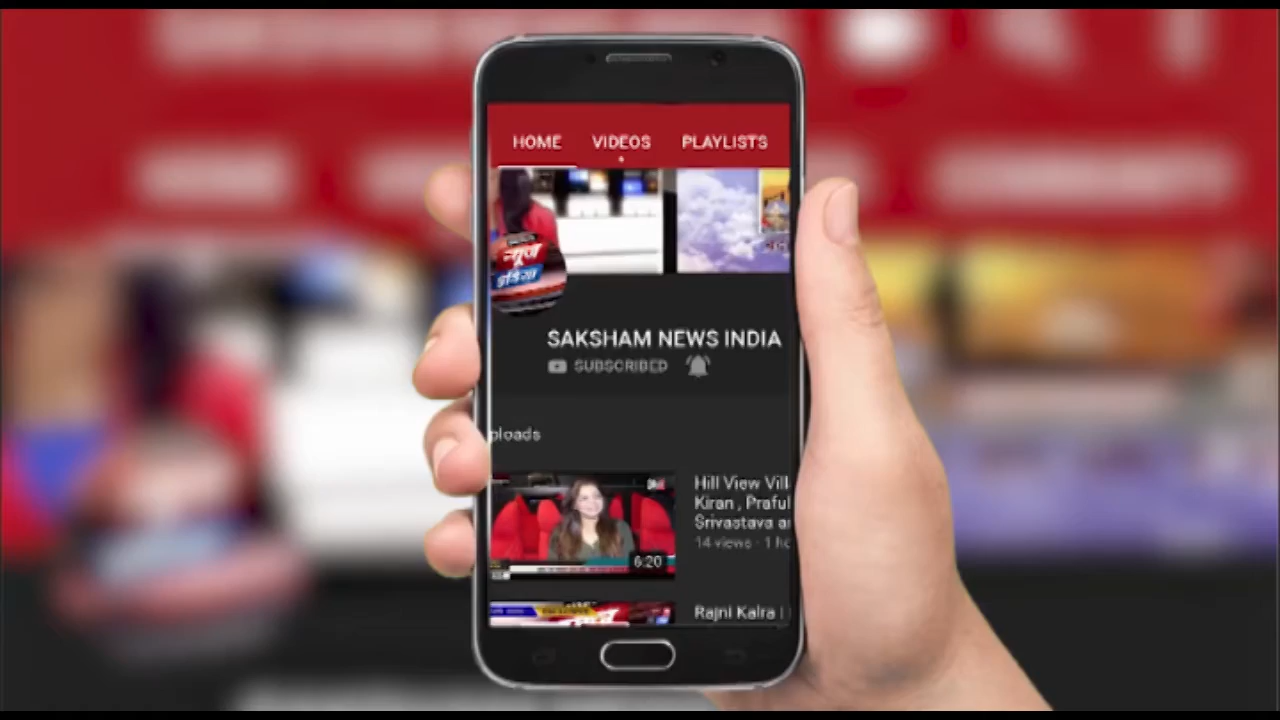 HOME VIDEOS PLAYLISTS
न्यूज
इंडिया
SAKSHAM NEWS INDIA
SUBSCRIBED
ploads
Hill View Vill
Kiran , Praful
Srivastava a
14 views · 1 ho
6:20
Rajni Kalra |